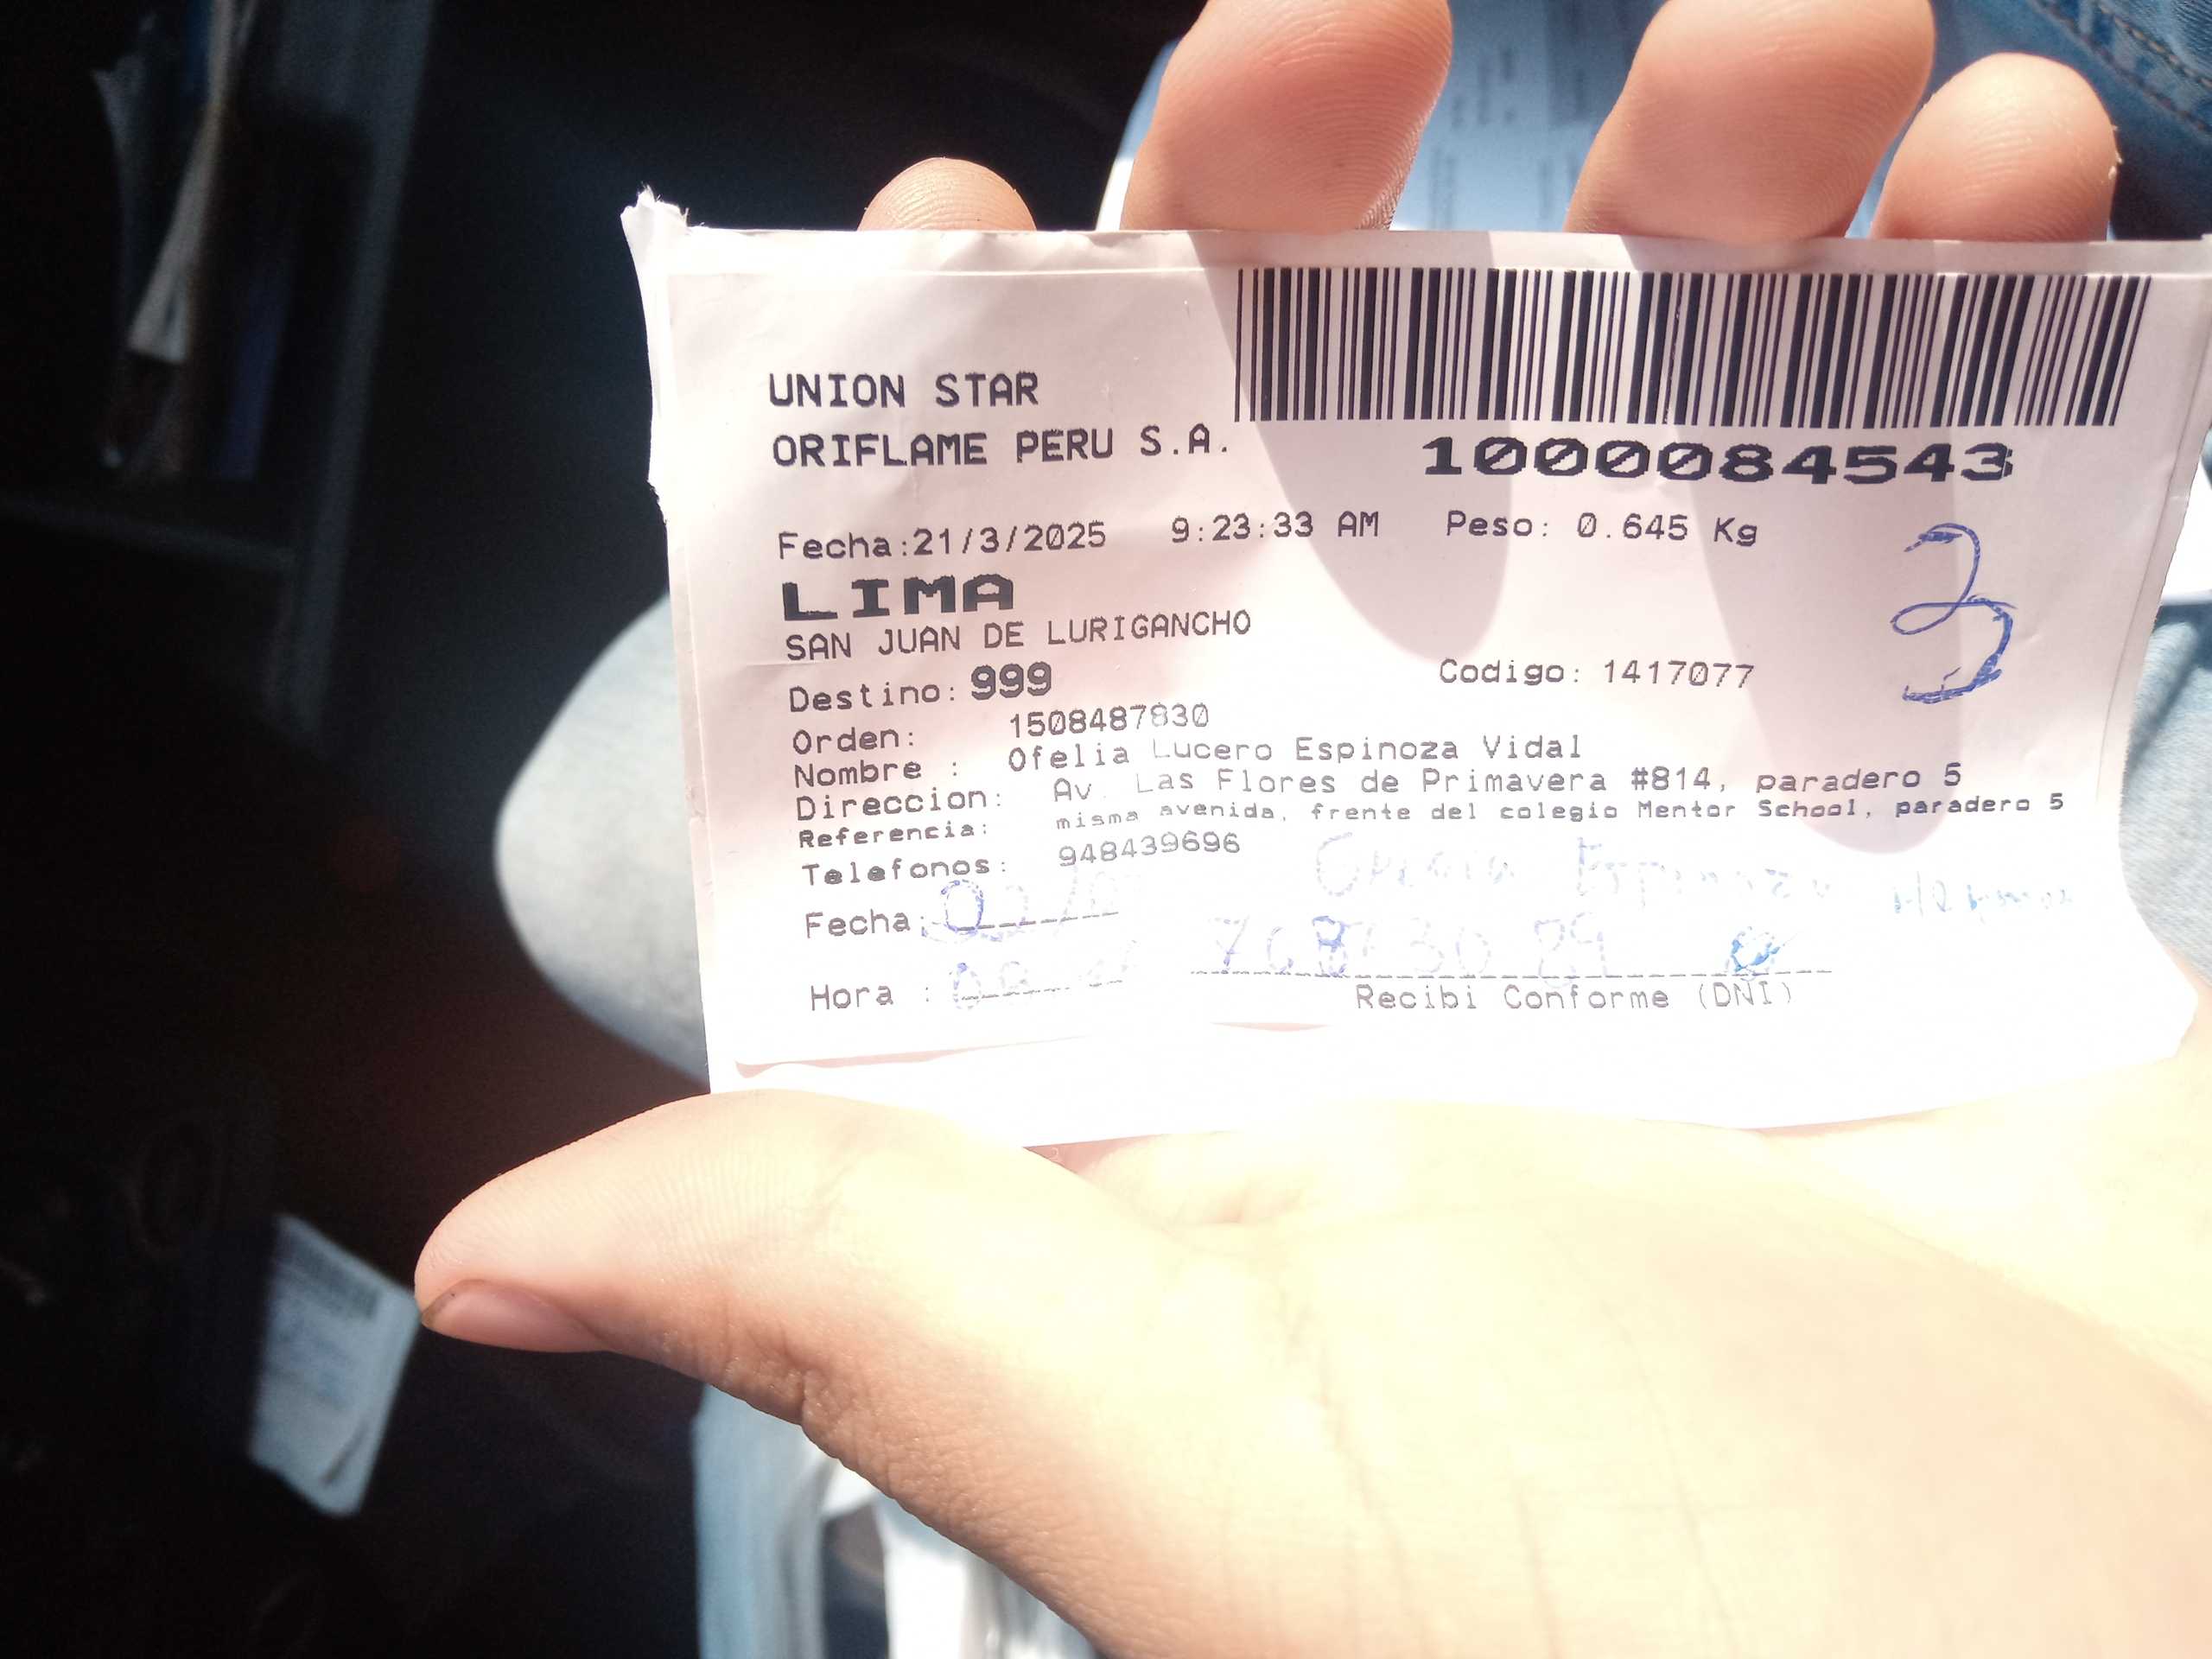 UNION STAR
ORIFLAME PERU S.A.
1000084543
Fecha:21/3/2025 9:23:33 AM Peso: 0.645 Kg
3
LIMA
SAN JUAN DE LURIGANCHO
Destino: 999 Codigo: 1417077
Orden: 1508487830
Nombre : Ofelia Lucero Espinoza Vidal
Direccion: Av. Las Flores de Primavera #814, paradero 5
Referencia: misma avenida, frente del colegio Mentor School, paradero 5
Telefonos: 948439696
Espinoza
Fecha:
Hora :
Recibi Conforme (DNI)